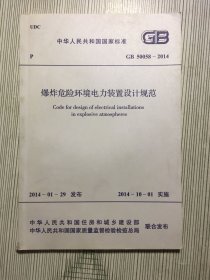 UDC
中华人民共和国国家标准
GB
P
GB 50058－2014
爆炸危险环境电力装置设计规范
Code for design of electrical installations
in explosive atmospheres
2014－01－29 发布
2014－10－01 实施
中华人民共和国住房和城乡建设部
中华人民共和国国家质量监督检验检疫总局
联合发布